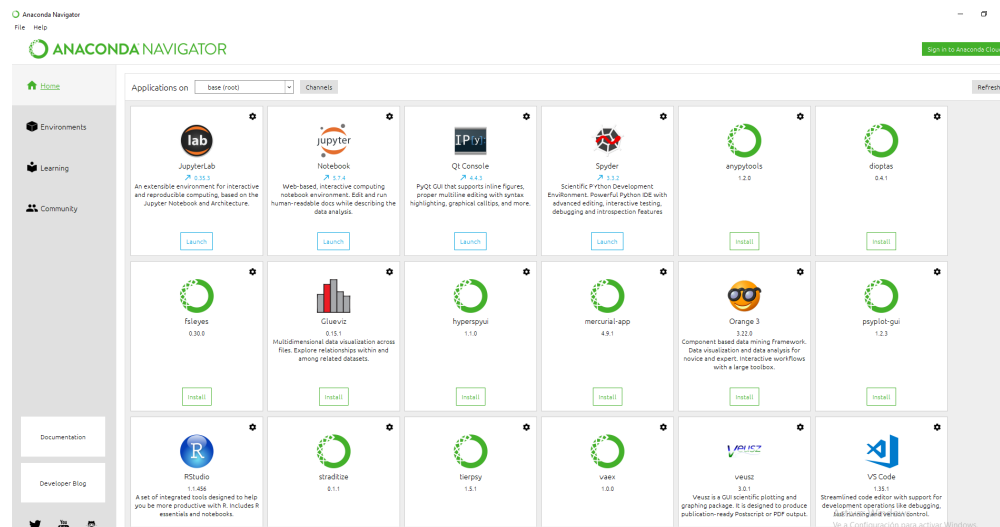 Anaconda Navigator
File Help
ANACONDA NAVIGATOR
Sign in to Anaconda Cloud
Home
Environments
Learning
Community
Documentation
Developer Blog
You
Applications on base (root) Channels
Refresh
lab
JupyterLab
0.35.3
An extensible environment for interactive
and reproducible computing, based on the
Jupyter Notebook and Architecture.
Launch
jupyter
Notebook
5.7.4
Web-based, interactive computing
notebook environment. Edit and run
human-readable docs while describing the
data analysis.
Launch
IP[y]:
Qt Console
4.4.3
PyQt GUI that supports inline figures,
proper multiline editing with syntax
highlighting, graphical calltips, and more.
Launch
Spyder
3.3.2
Scientific PYthon Development
EnviRonment. Powerful Python IDE with
advanced editing, interactive testing,
debugging and introspection features
Launch
anypytools
1.2.0
Install
dioptas
0.4.1
Install
fsleyes
0.30.0
Install
Glueviz
0.15.1
Multidimensional data visualization across
files. Explore relationships within and
among related datasets.
Install
hyperspyui
1.1.0
Install
mercurial-app
4.9.1
Install
Orange 3
3.22.0
Component based data mining framework.
Data visualization and data analysis for
novice and expert. Interactive workflows
with a large toolbox.
Install
psyplot-gui
1.2.3
Install
R
RStudio
1.1.456
A set of integrated tools designed to help
you be more productive with R. Includes R
essentials and notebooks.
straditize
0.1.1
tierpsy
1.5.1
vaex
1.0.0
Veusz
veusz
3.0.1
Veusz is a GUI scientific plotting and
graphing package. It is designed to produce
publication-ready Postscript or PDF output.
VS Code
1.35.1
Streamlined code editor with support for
development operations like debugging,
task running and version control.
Ve a Configuración para activar Windows.